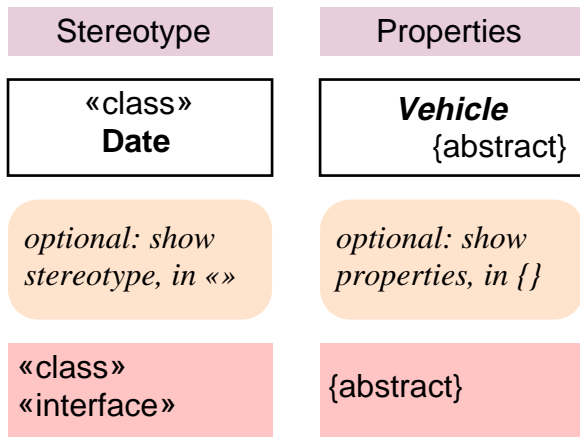 Stereotype
Properties
«class»
Date
Vehicle
{abstract}
optional: show
stereotype, in «»
optional: show
properties, in {}
«class»
«interface»
{abstract}